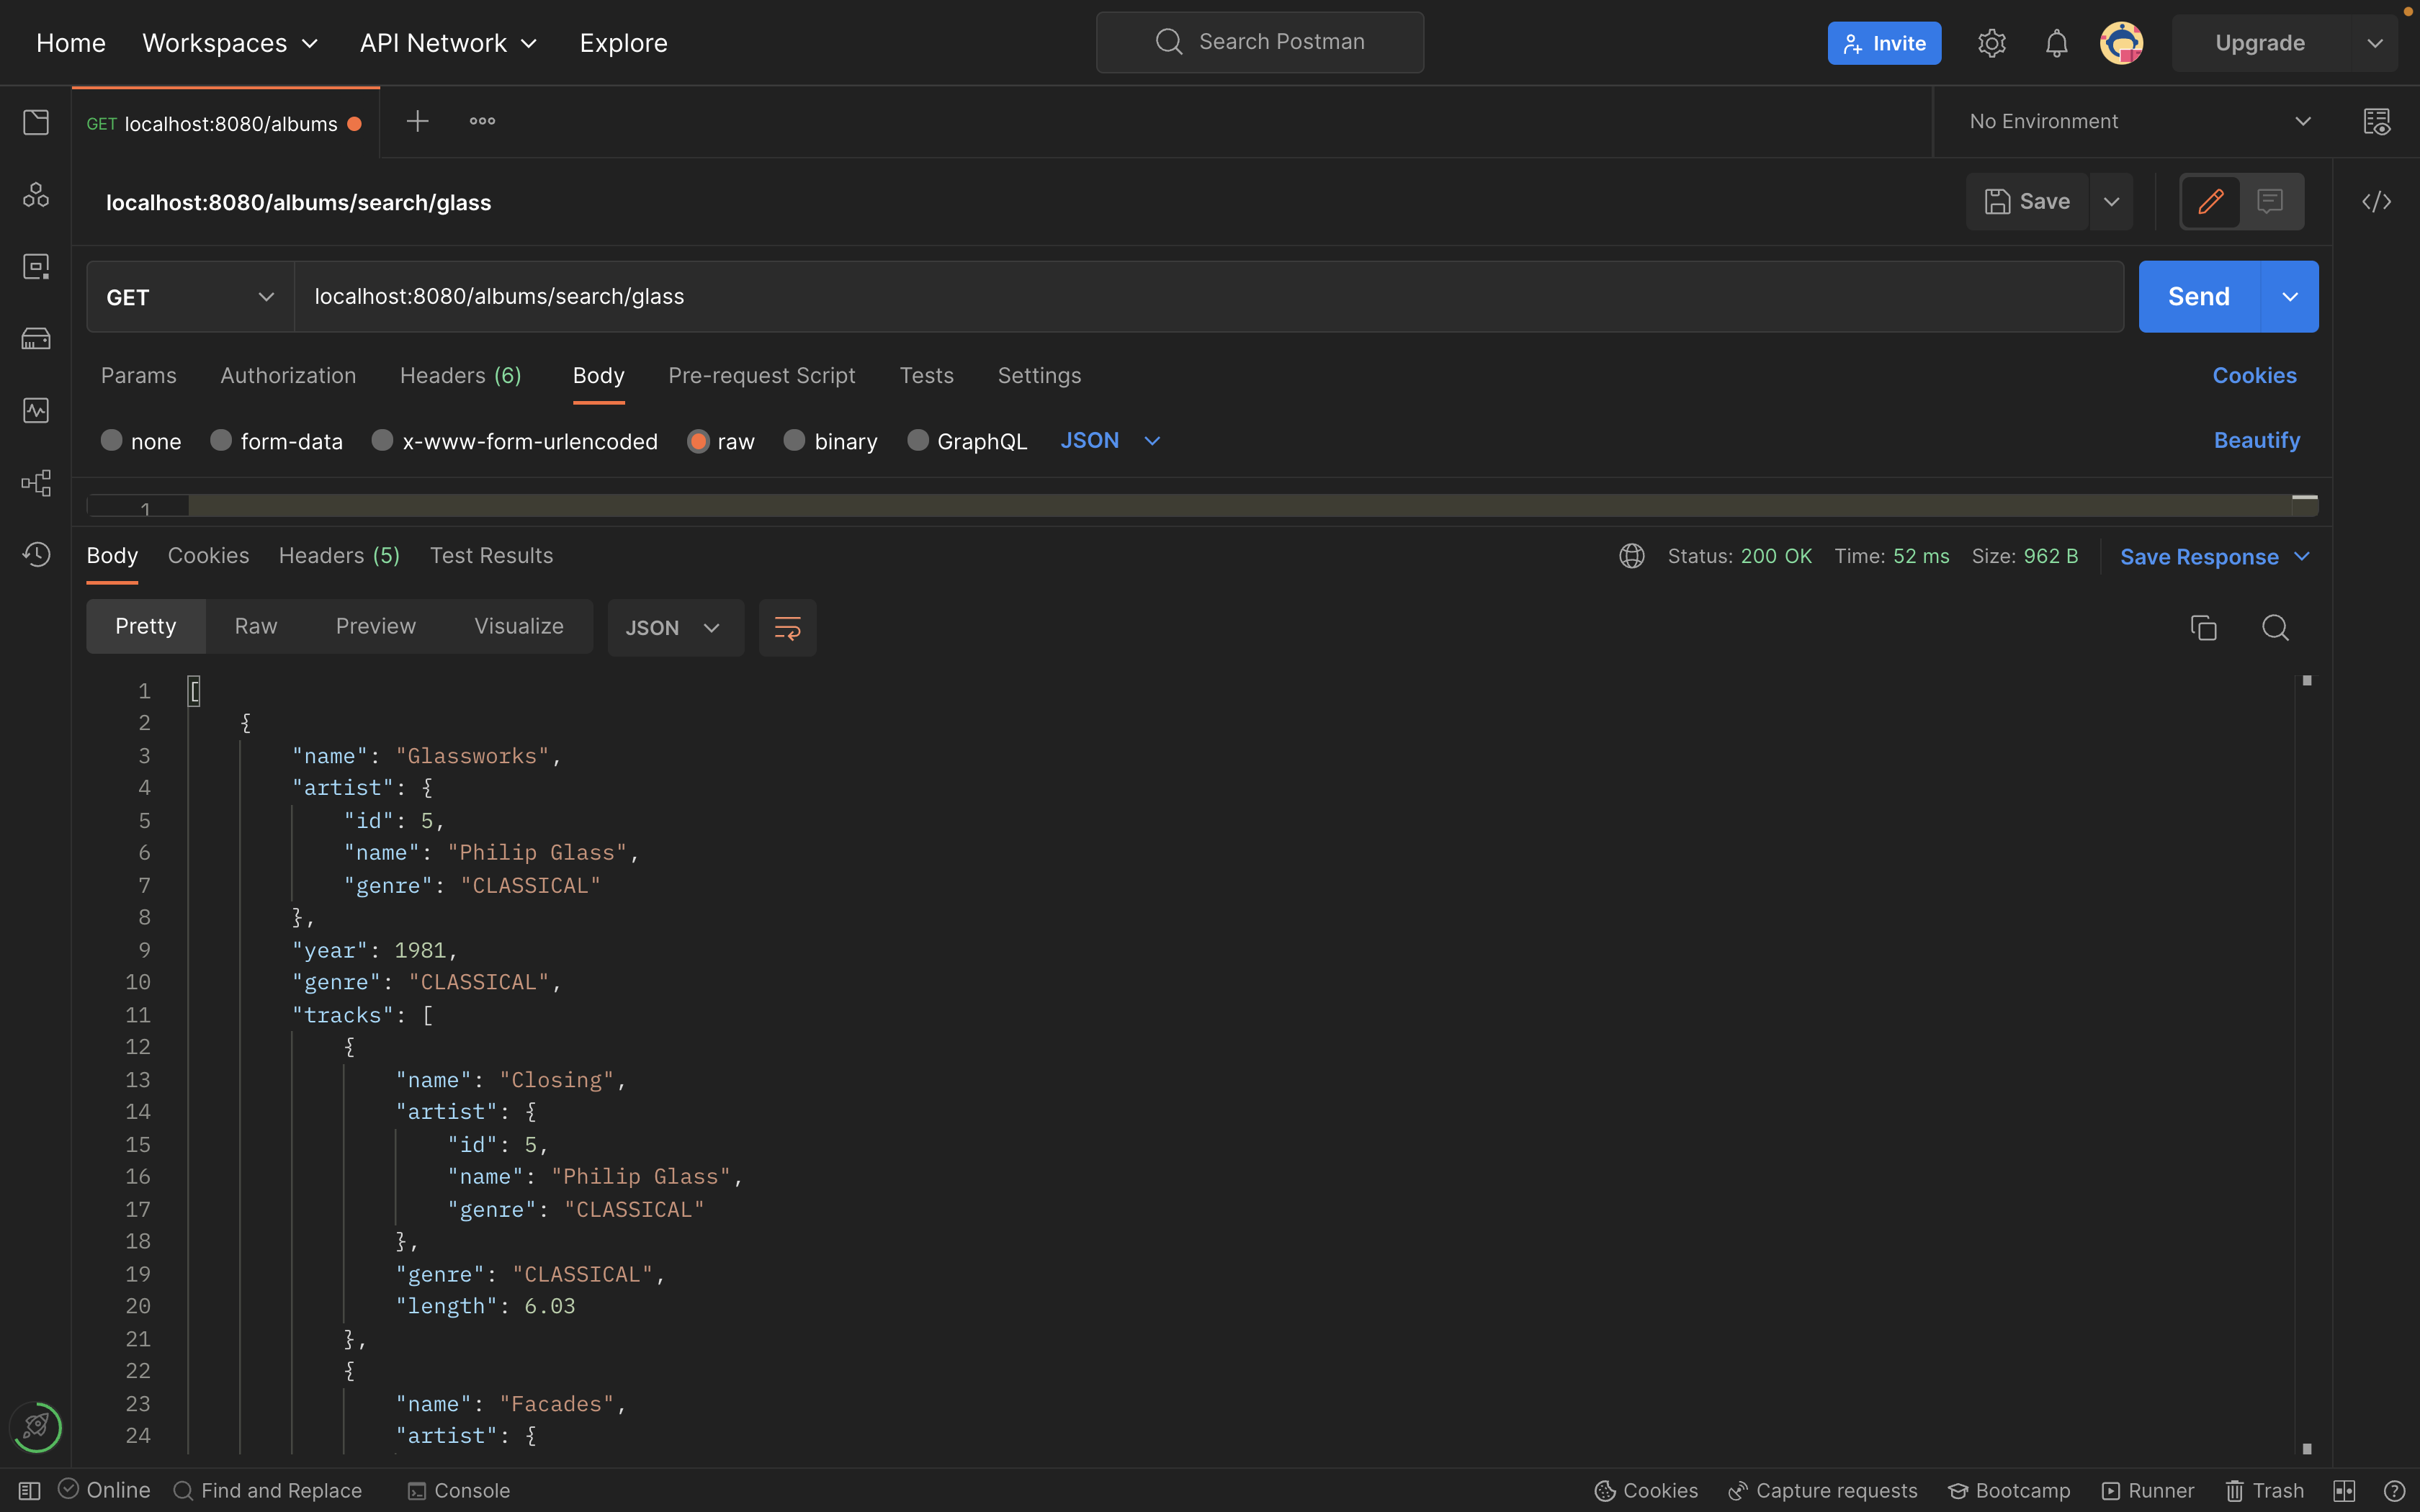 Home Workspaces API Network Explore Search Postman Invite Upgrade
GET localhost:8080/albums No Environment
localhost:8080/albums/search/glass Save
GET localhost:8080/albums/search/glass Send
Params Authorization Headers (6) Body Pre-request Script Tests Settings Cookies
none form-data x-www-form-urlencoded raw binary GraphQL JSON Beautify
1
Body Cookies Headers (5) Test Results Status: 200 OK Time: 52 ms Size: 962 B Save Response
Pretty Raw Preview Visualize JSON
1 [
2 {
3 "name": "Glassworks",
4 "artist": {
5 "id": 5,
6 "name": "Philip Glass",
7 "genre": "CLASSICAL"
8 },
9 "year": 1981,
10 "genre": "CLASSICAL",
11 "tracks": [
12 {
13 "name": "Closing",
14 "artist": {
15 "id": 5,
16 "name": "Philip Glass",
17 "genre": "CLASSICAL"
18 },
19 "genre": "CLASSICAL",
20 "length": 6.03
21 },
22 {
23 "name": "Facades",
24 "artist": {
Online Find and Replace Console Cookies Capture requests Bootcamp Runner Trash